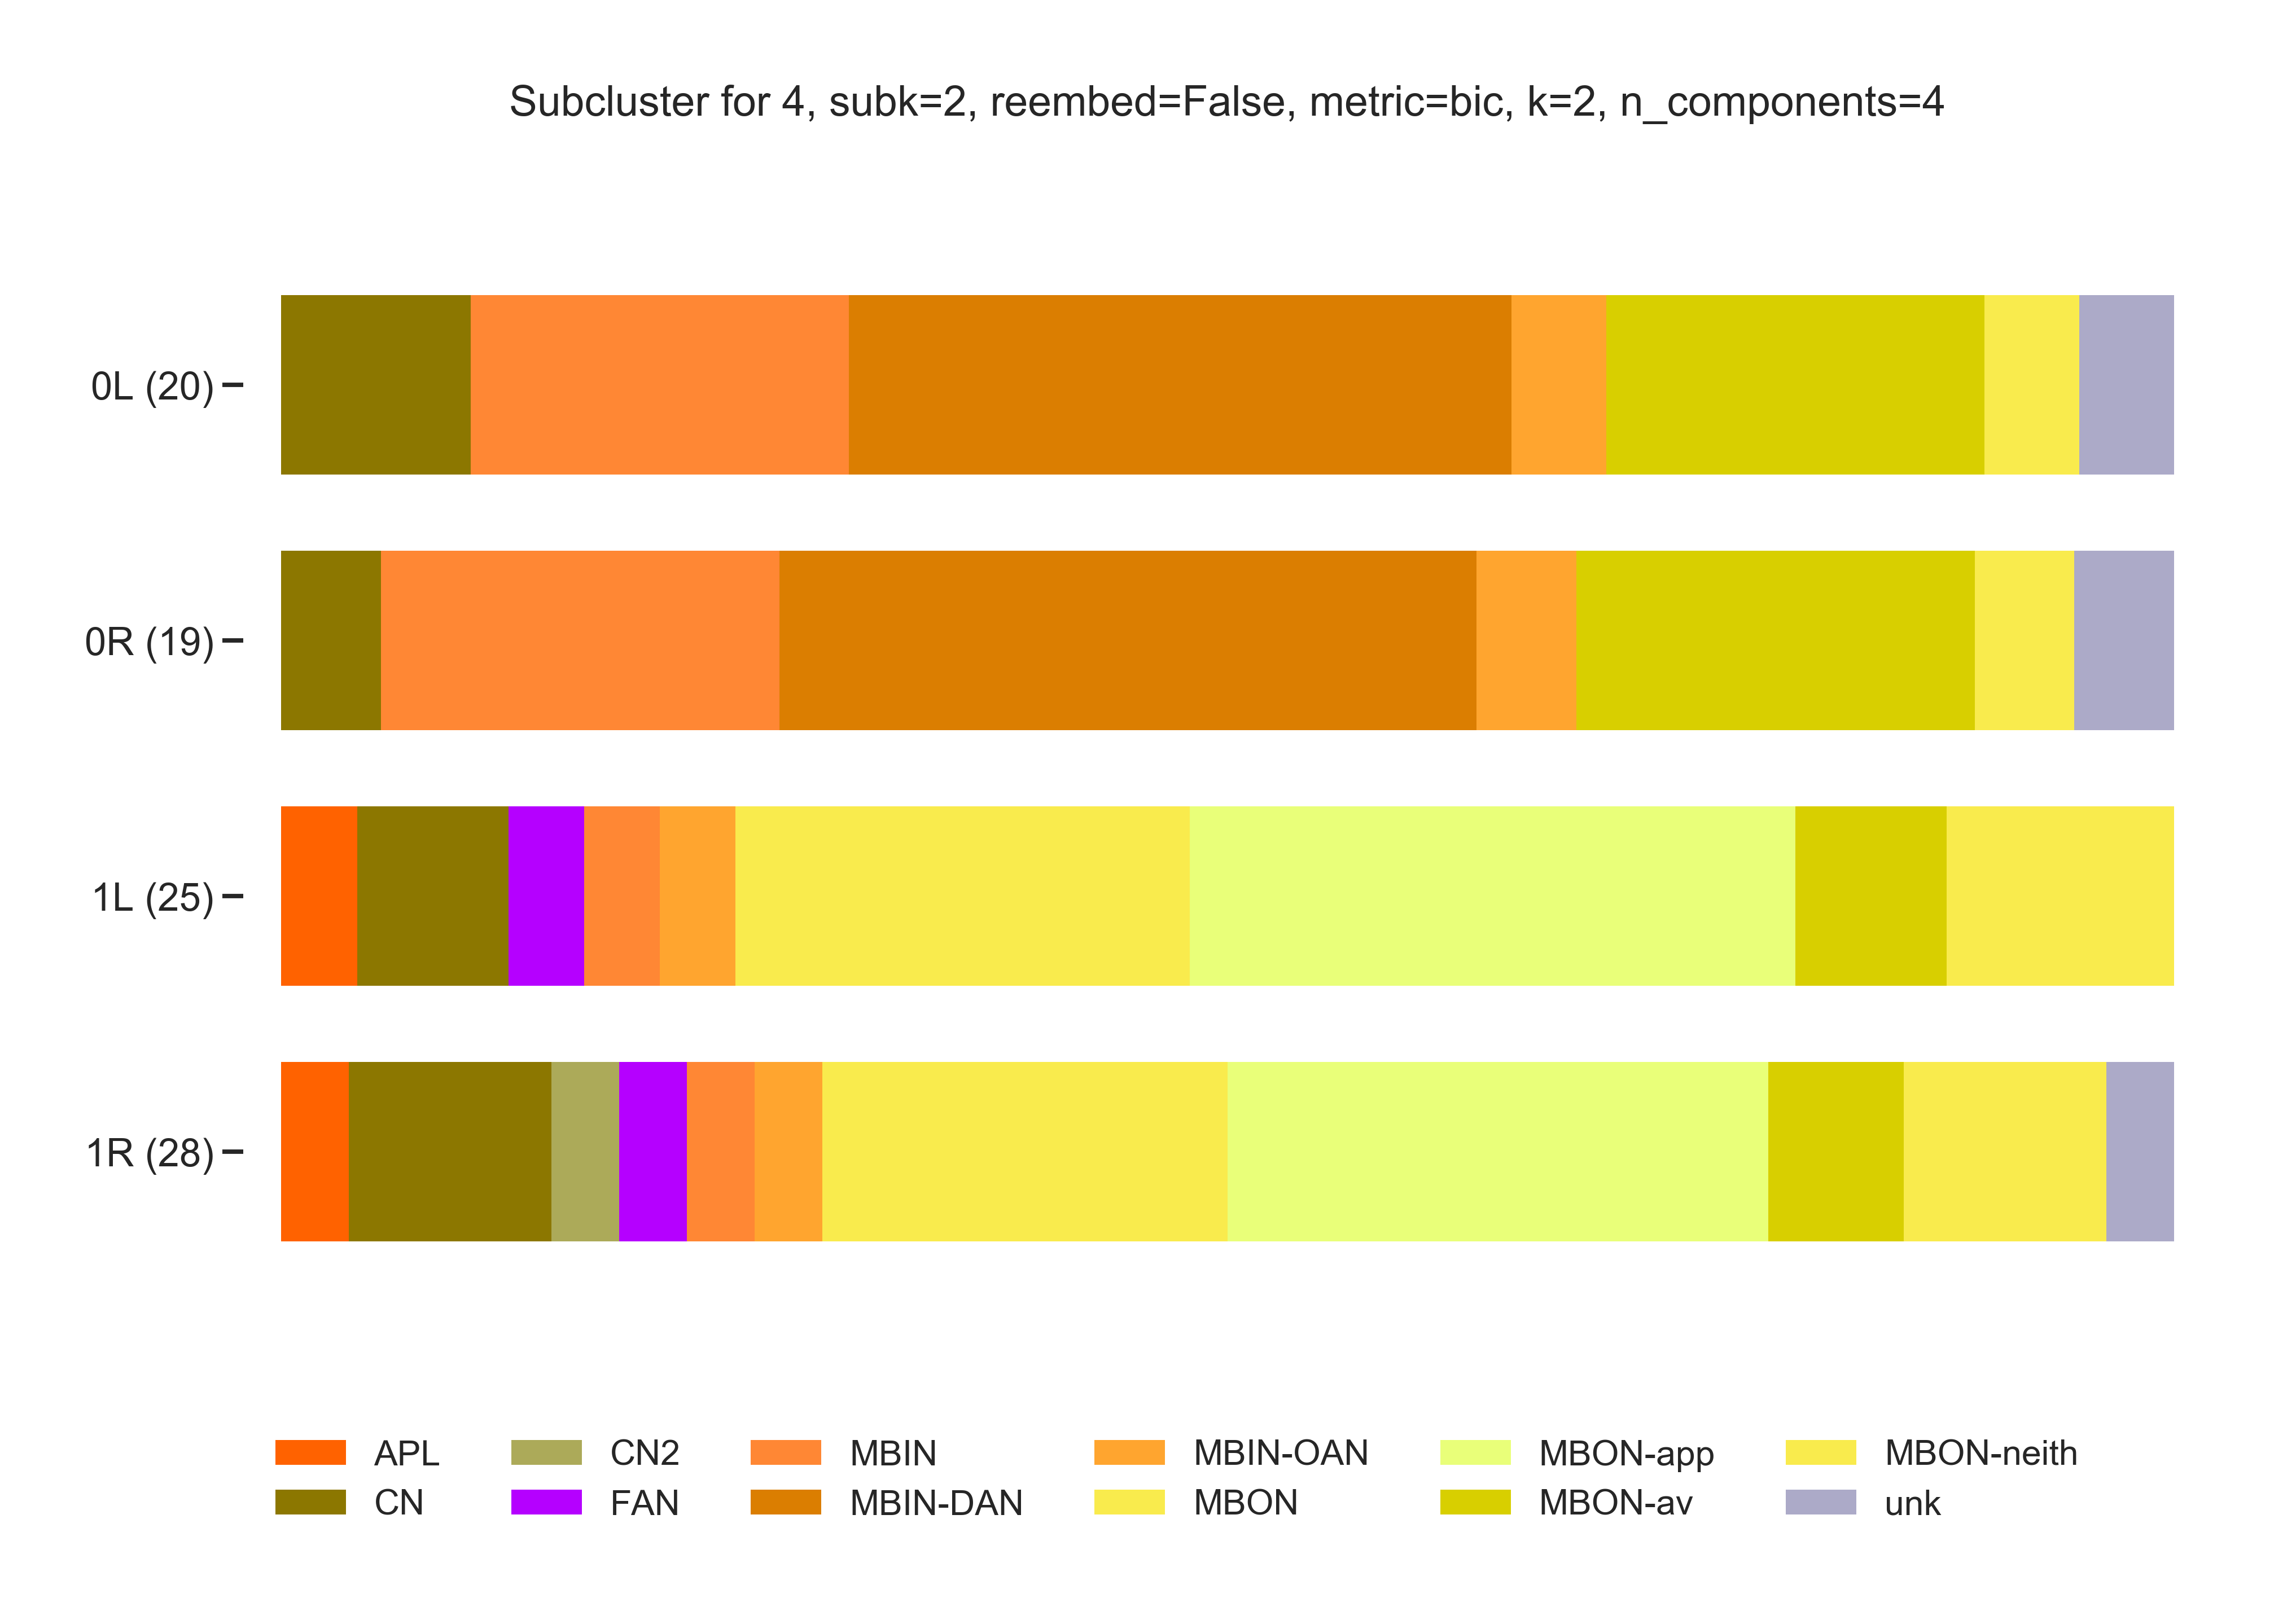 Subcluster for 4, subk=2, reembed=False, metric=bic, k=2, n_components=4
0L (20)
0R (19)
1L (25)
1R (28)
APL CN2 MBIN MBIN-OAN MBON-app MBON-neith
CN FAN MBIN-DAN MBON MBON-av unk